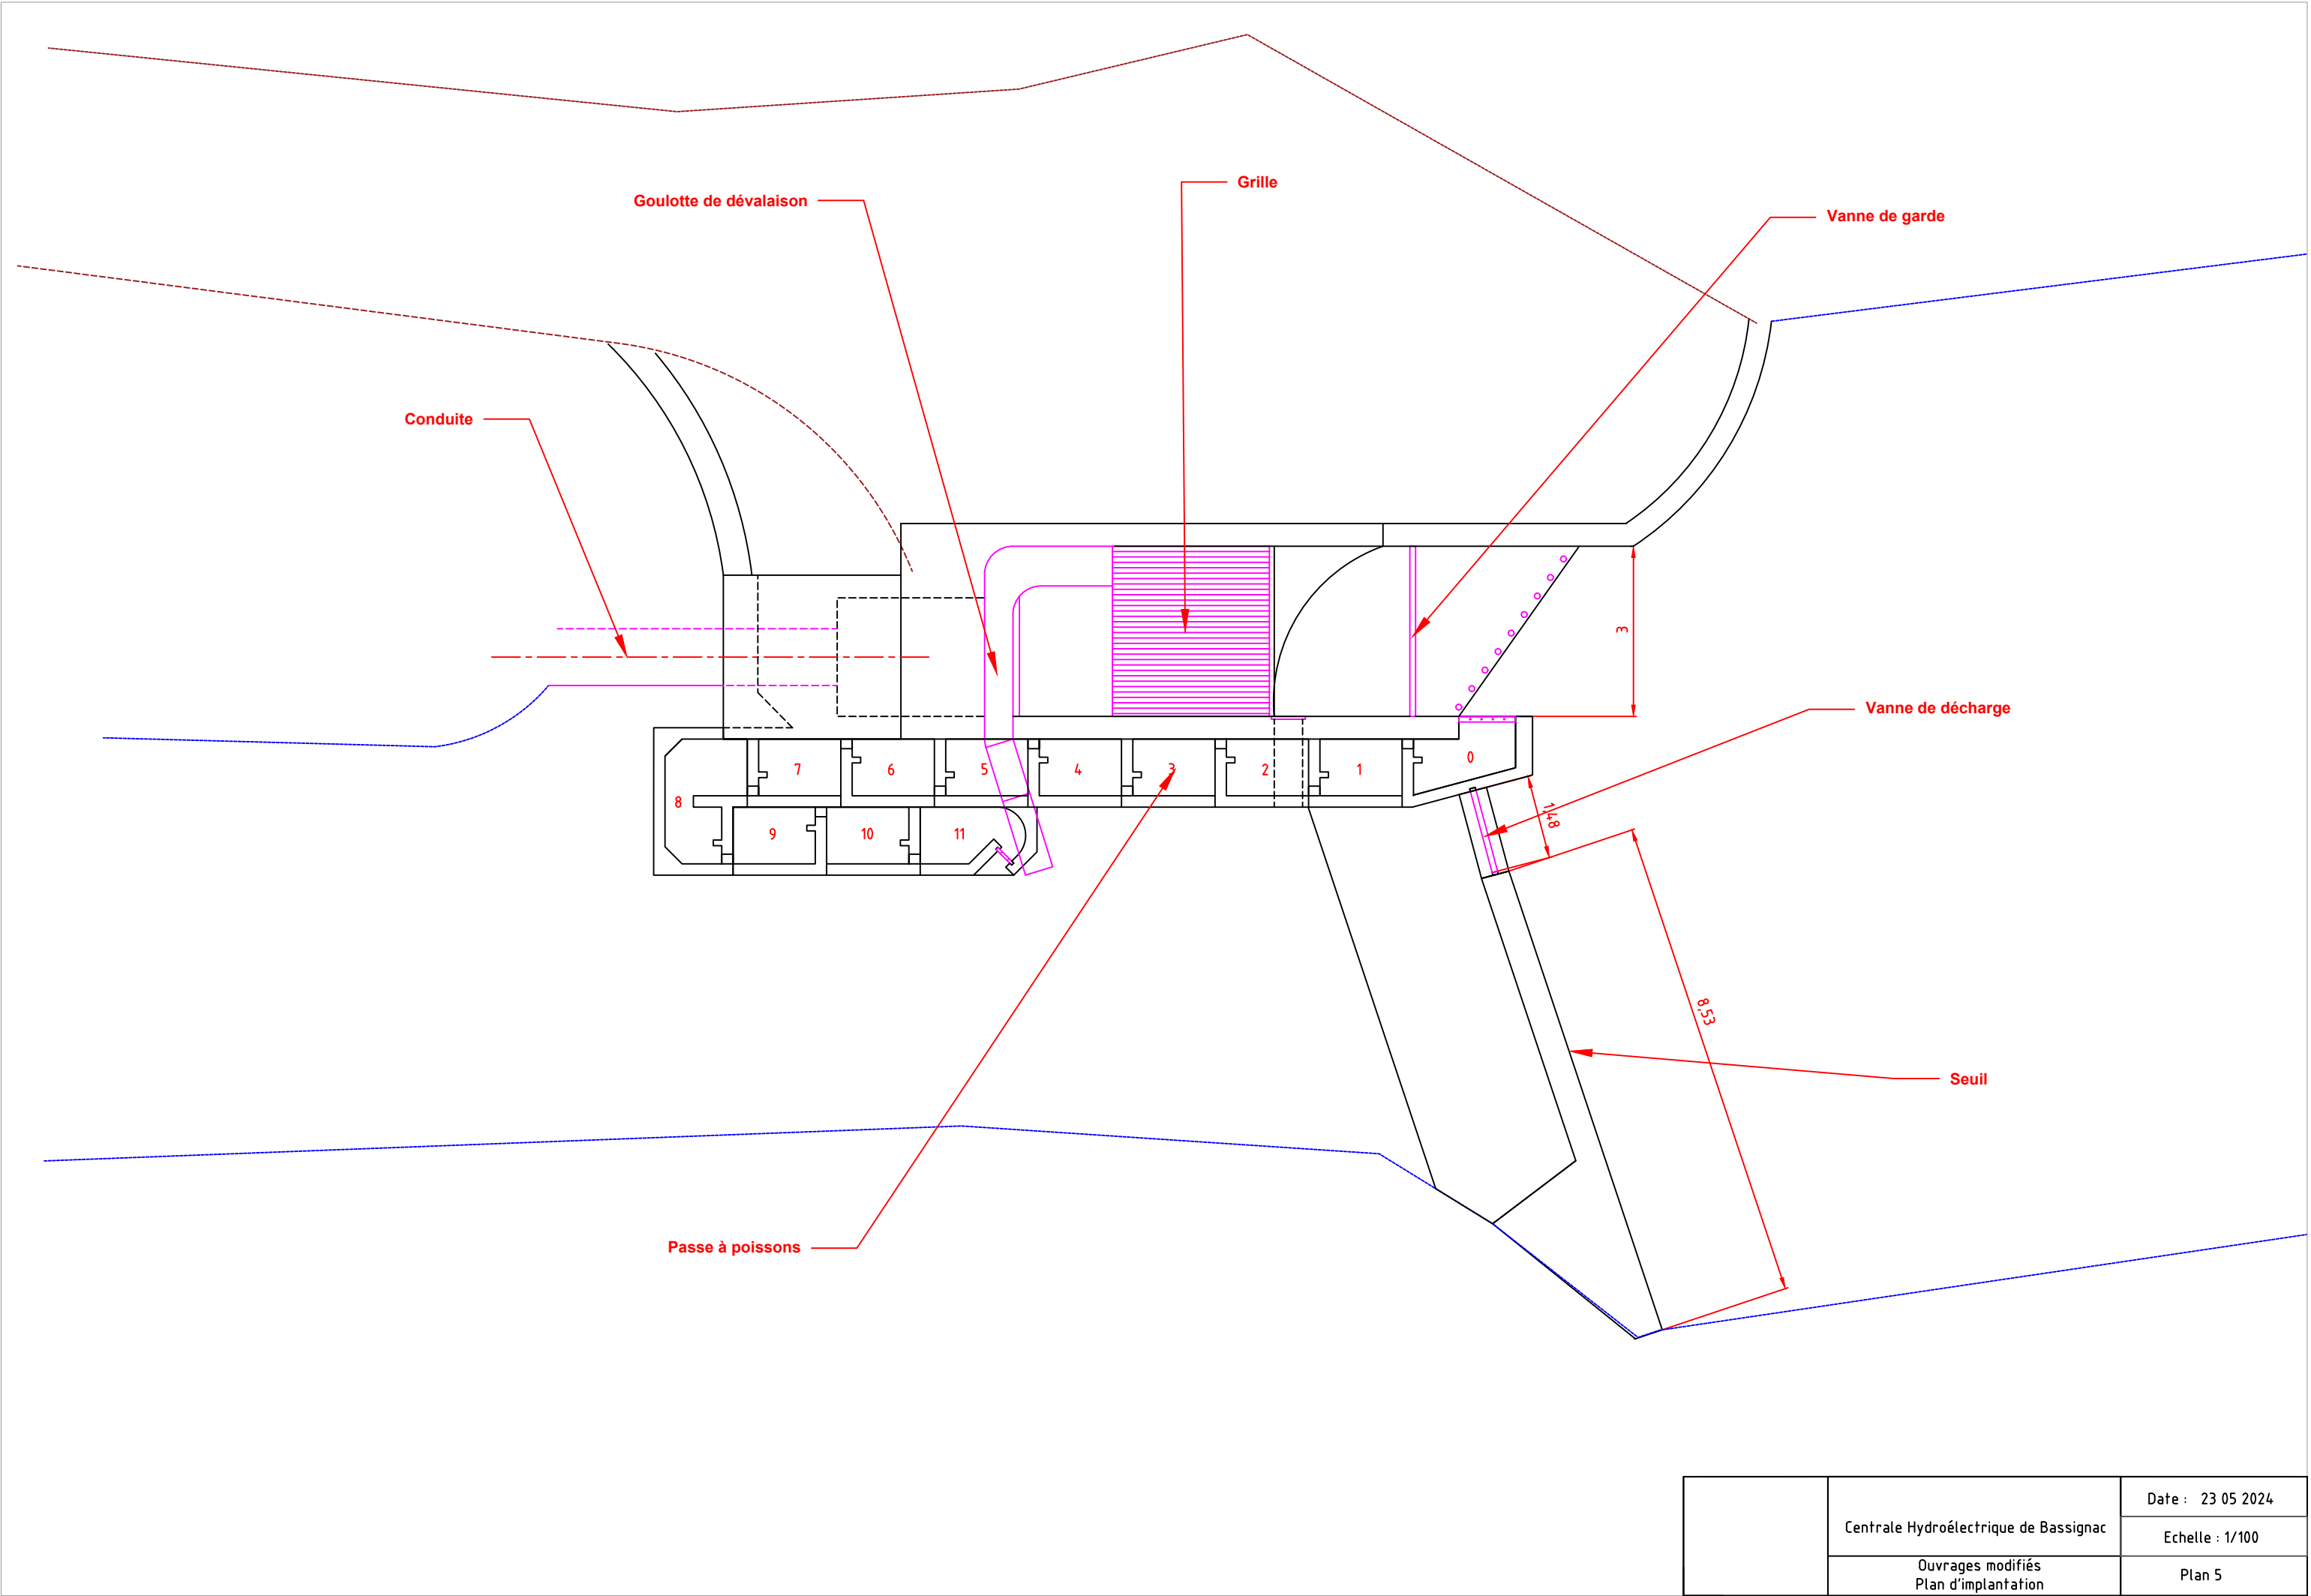 Grille
Goulotte de dévalaison
Vanne de garde
Conduite
3
Vanne de décharge
7
6
5
4
3
2
1
0
8
9
10
11
1,48
8,53
Seuil
Passe à poissons
Centrale Hydroélectrique de Bassignac
Ouvrages modifiés
Plan d'implantation
Date : 23 05 2024
Echelle : 1/100
Plan 5